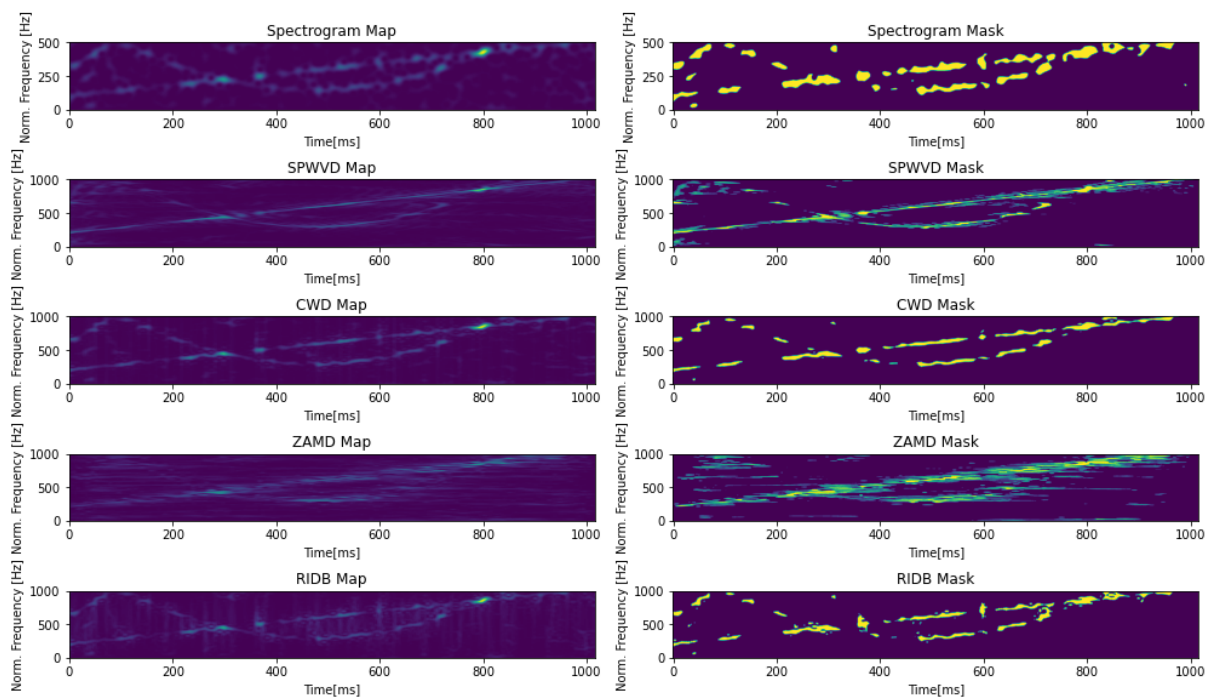 Spectrogram Map
Norm. Frequency [Hz]
500
250
0
0 200 400 600 800 1000
Time[ms]
Spectrogram Mask
Norm. Frequency [Hz]
500
250
0
0 200 400 600 800 1000
Time[ms]
SPWVD Map
Norm. Frequency [Hz]
1000
500
0
0 200 400 600 800 1000
Time[ms]
SPWVD Mask
Norm. Frequency [Hz]
1000
500
0
0 200 400 600 800 1000
Time[ms]
CWD Map
Norm. Frequency [Hz]
1000
500
0
0 200 400 600 800 1000
Time[ms]
CWD Mask
Norm. Frequency [Hz]
1000
500
0
0 200 400 600 800 1000
Time[ms]
ZAMD Map
Norm. Frequency [Hz]
1000
500
0
0 200 400 600 800 1000
Time[ms]
ZAMD Mask
Norm. Frequency [Hz]
1000
500
0
0 200 400 600 800 1000
Time[ms]
RIDB Map
Norm. Frequency [Hz]
1000
500
0
0 200 400 600 800 1000
Time[ms]
RIDB Mask
Norm. Frequency [Hz]
1000
500
0
0 200 400 600 800 1000
Time[ms]